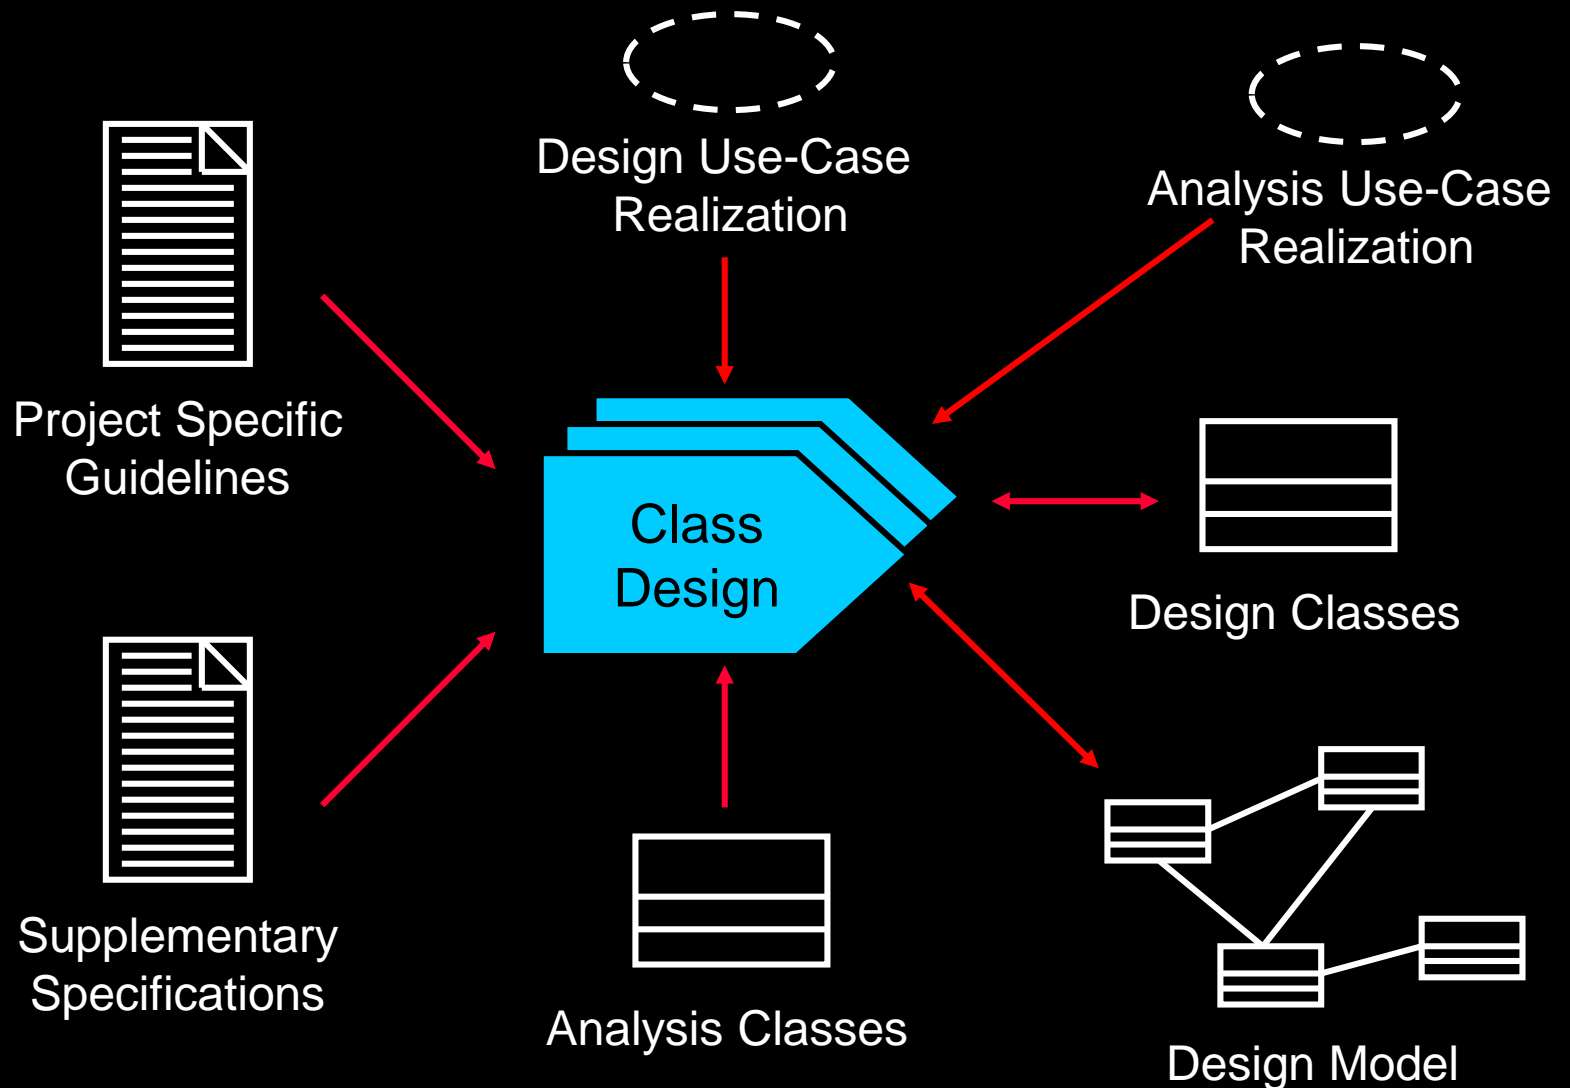 Design Use-Case
Realization
Analysis Use-Case
Realization
Project Specific
Guidelines
Class
Design
Design Classes
Supplementary
Specifications
Analysis Classes
Design Model